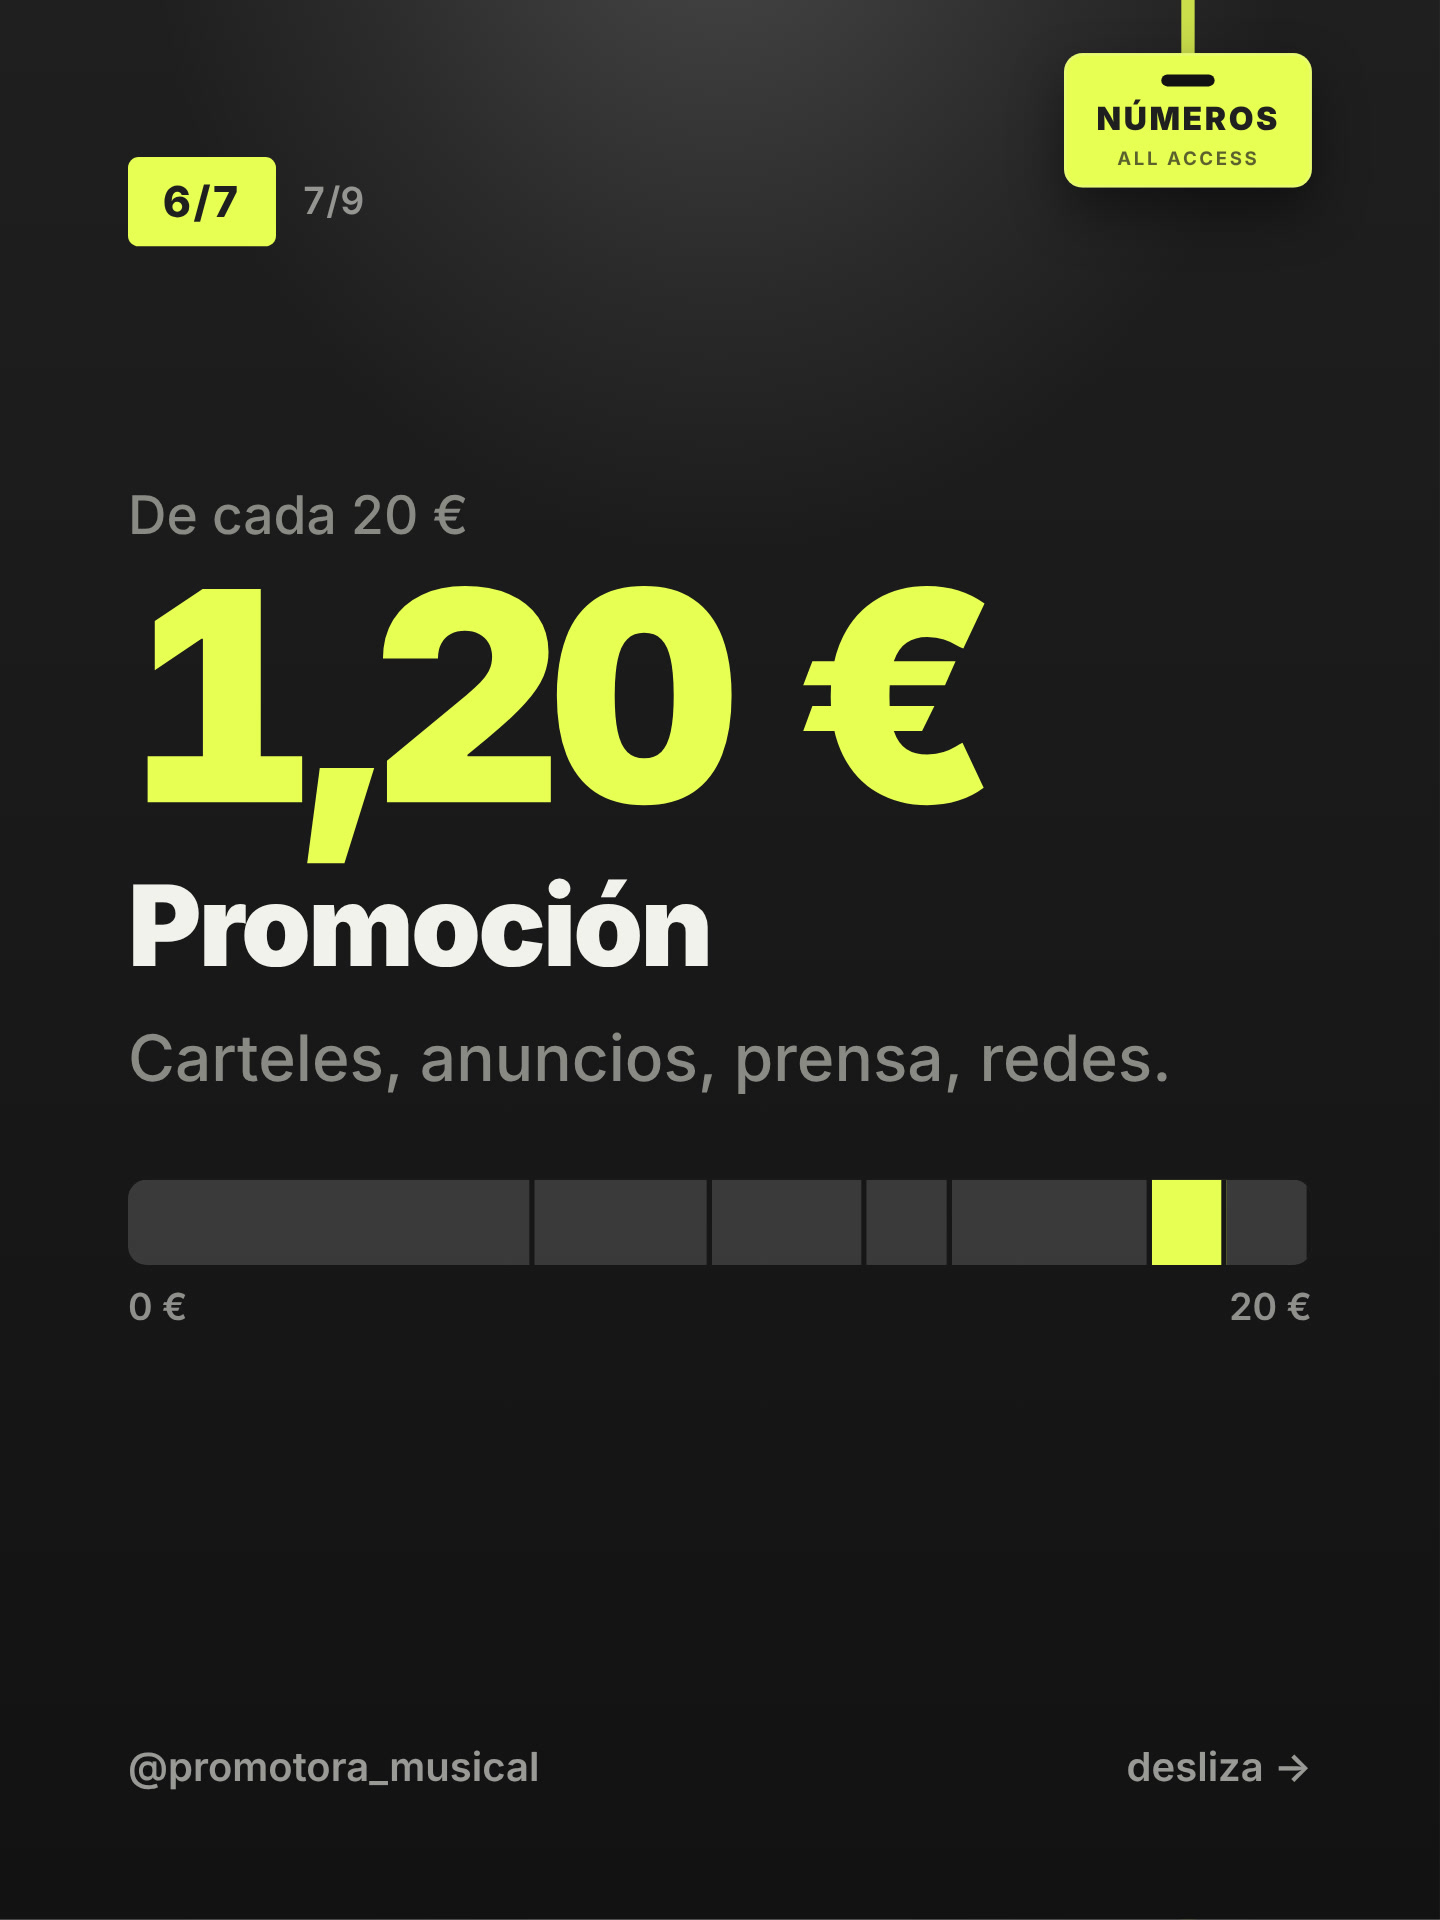 NÚMEROS
ALL ACCESS
6/7 7/9
De cada 20 €
1,20 €
Promoción
Carteles, anuncios, prensa, redes.
0 € 20 €
@promotora_musical desliza →